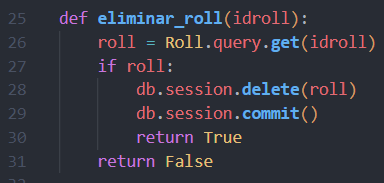 25 def eliminar_roll(idroll):
26 roll = Roll.query.get(idroll)
27 if roll:
28 db.session.delete(roll)
29 db.session.commit()
30 return True
31 return False